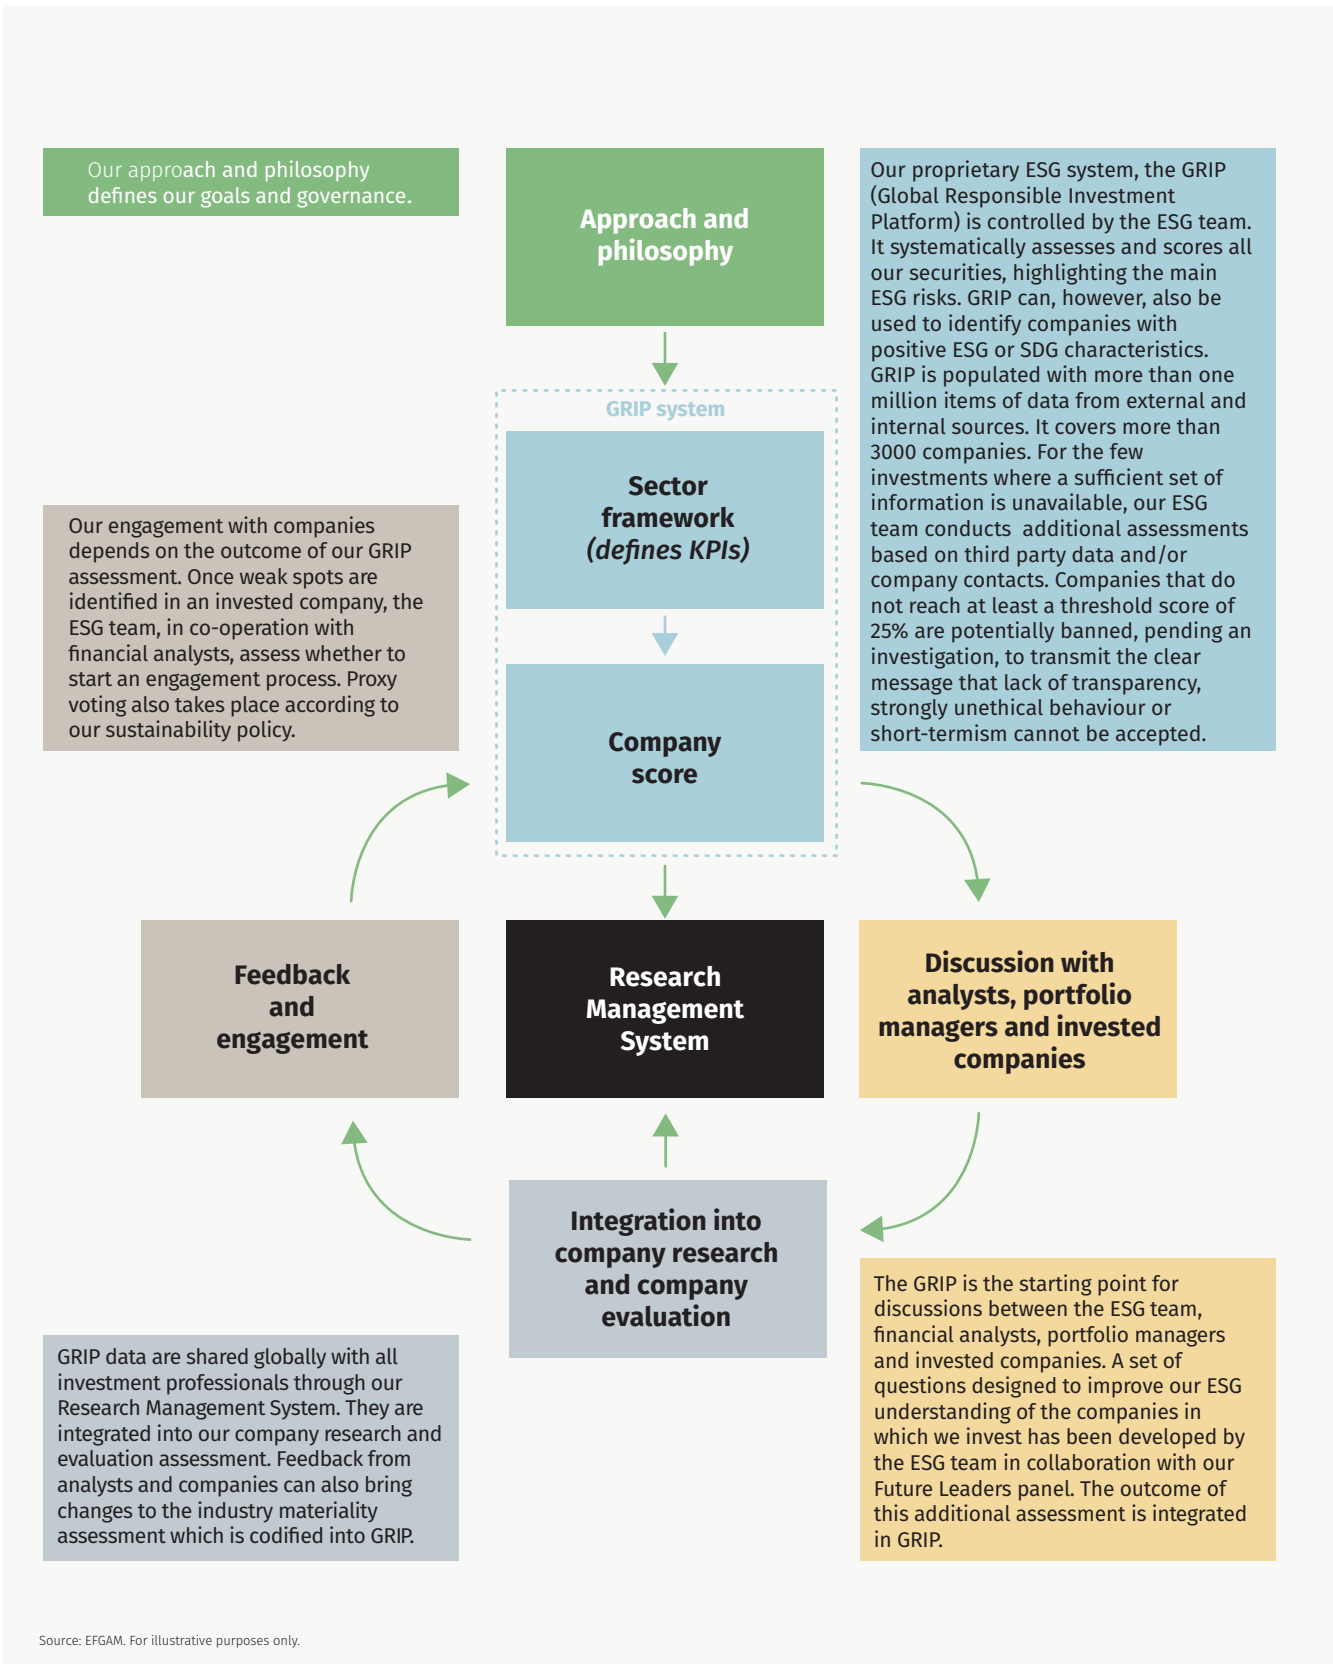 Our approach and philosophy
defines our goals and governance.
Approach and
philosophy
Our proprietary ESG system, the GRIP
(Global Responsible Investment
Platform) is controlled by the ESG team.
It systematically assesses and scores all
our securities, highlighting the main
ESG risks. GRIP can, however, also be
used to identify companies with
positive ESG or SDG characteristics.
GRIP is populated with more than one
million items of data from external and
internal sources. It covers more than
3000 companies. For the few
investments where a sufficient set of
information is unavailable, our ESG
team conducts  additional assessments
based on third party data and/or
company contacts. Companies that do
not reach at least a threshold score of
25% are potentially banned, pending an
investigation, to transmit the clear
message that lack of transparency,
strongly unethical behaviour or
short-termism cannot be accepted.
GRIP system
Sector
framework
(defines KPIs)
Our engagement with companies
depends on the outcome of our GRIP
assessment. Once weak spots are
identified in an invested company, the
ESG team, in co-operation with
financial analysts, assess whether to
start an engagement process. Proxy
voting also takes place according to
our sustainability policy.
Company
score
Feedback
and
engagement
Research
Management
System
Discussion with
analysts, portfolio
managers and invested
companies
Integration into
company research
and company
evaluation
The GRIP is the starting point for
discussions between the ESG team,
financial analysts, portfolio managers
and invested companies. A set of
questions designed to improve our ESG
understanding of the companies in
which we invest has been developed by
the ESG team in collaboration with our
Future Leaders panel. The outcome of
this additional assessment is integrated
in GRIP.
GRIP data are shared globally with all
investment professionals through our
Research Management System. They are
integrated into our company research and
evaluation assessment. Feedback from
analysts and companies can also bring
changes to the industry materiality
assessment which is codified into GRIP.
Source: EFGAM. For illustrative purposes only.